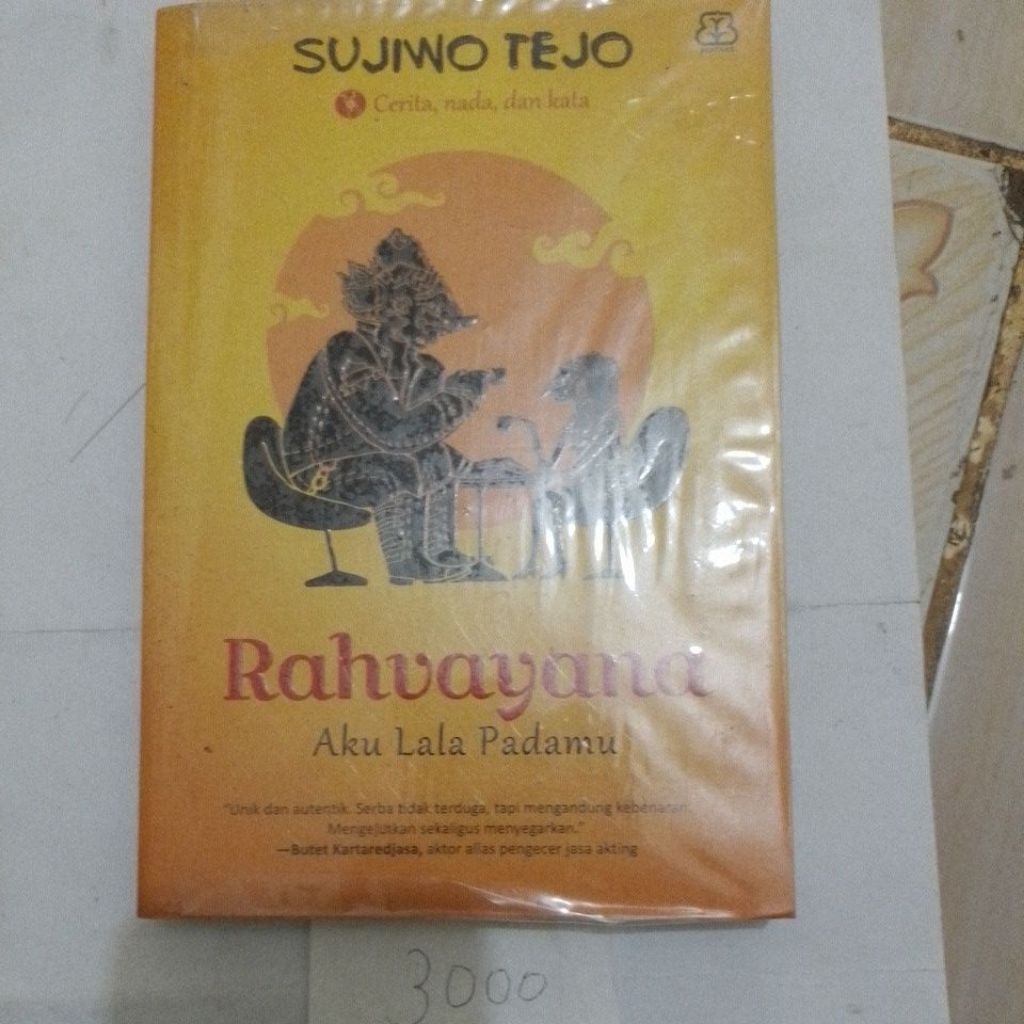 SUJIWO TEJO
Cerita, nada, dan kata
Rahvayana
Aku Lala Padamu
"Unik dan autentik. Serba tidak terduga, tapi mengandung kebenaran.
Mengejutkan sekaligus menyegarkan."
—Butet Kartaredjasa, aktor alias pengecer jasa akting
3000